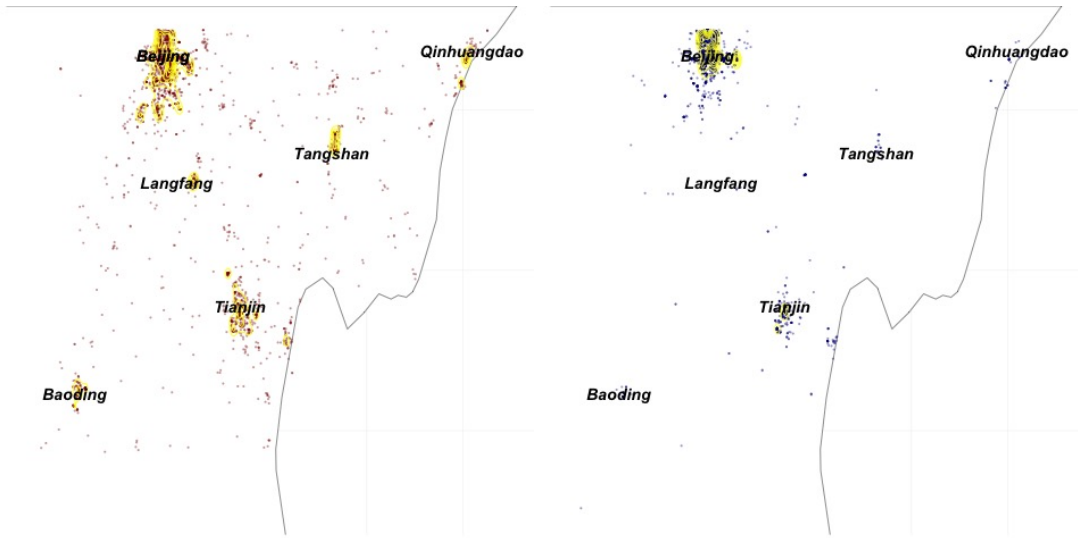 Beijing
Qinhuangdao
Tangshan
Langfang
Tianjin
Baoding
Beijing
Qinhuangdao
Tangshan
Langfang
Tianjin
Baoding